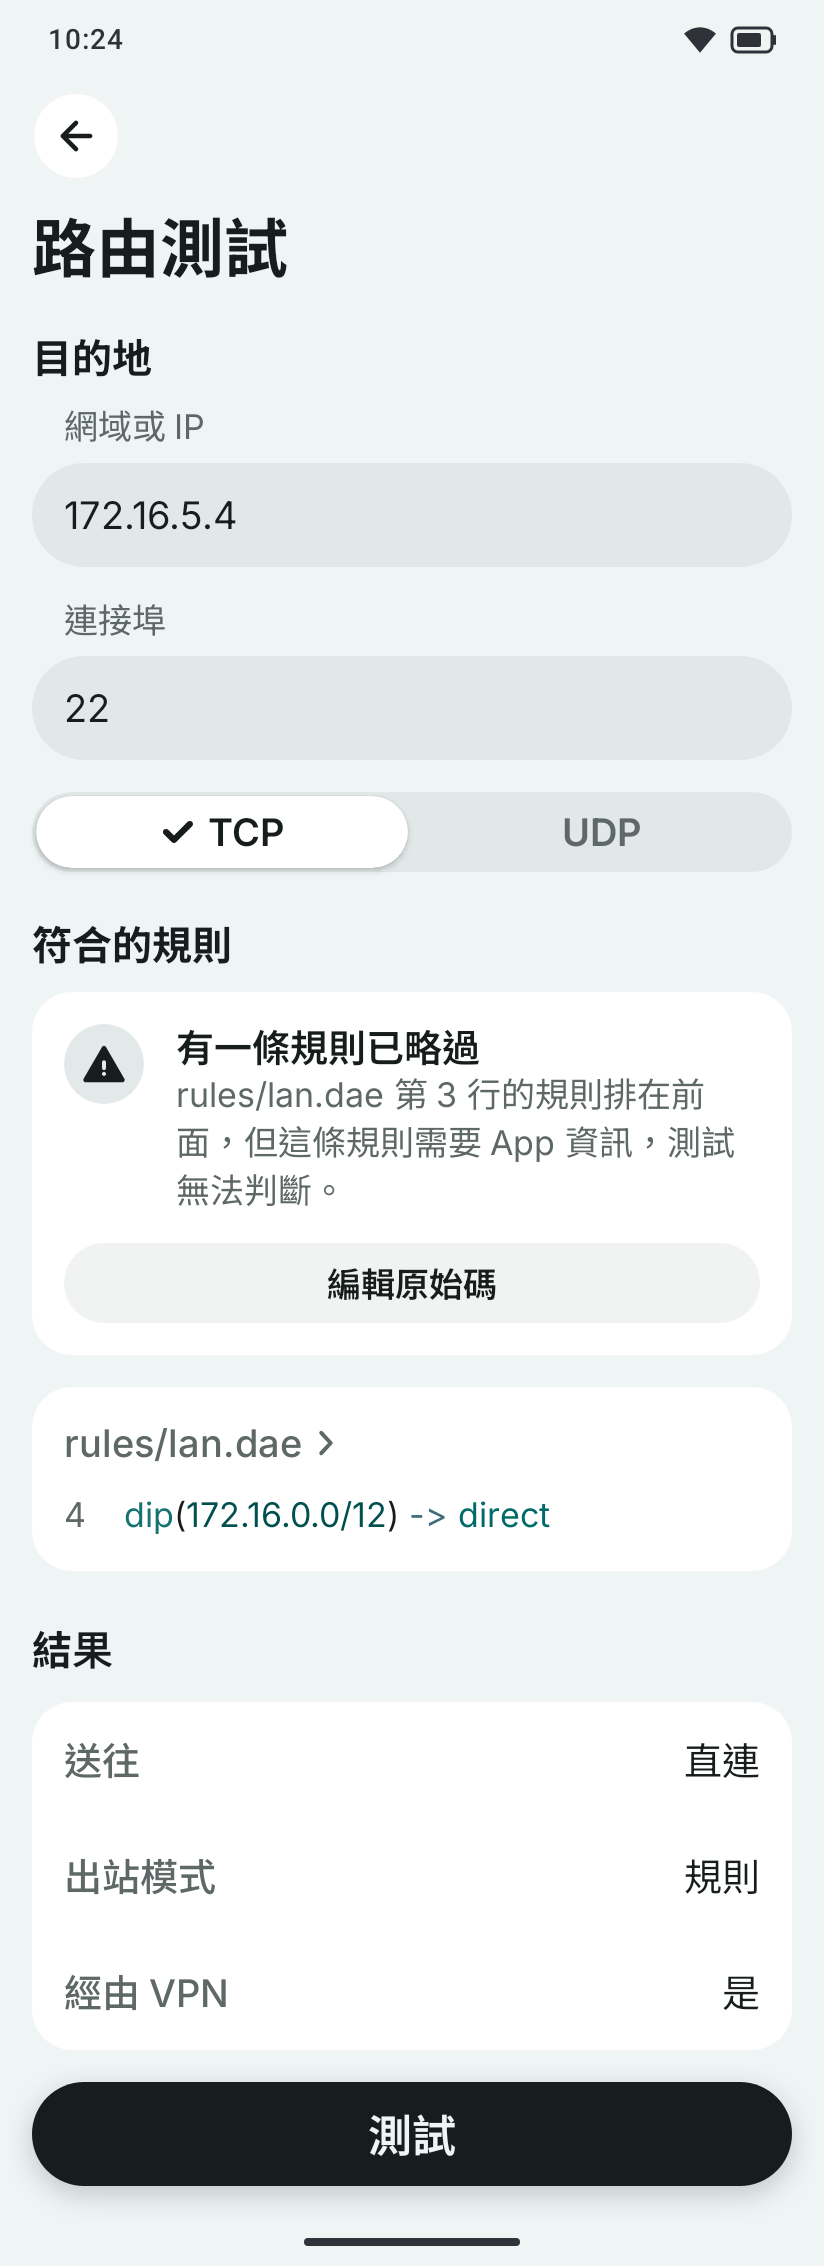 10:24
路由測試
目的地
網域或 IP
172.16.5.4
連接埠
22
TCP
UDP
符合的規則
有一條規則已略過
rules/lan.dae 第 3 行的規則排在前
面，但這條規則需要 App 資訊，測試
無法判斷。
編輯原始碼
rules/lan.dae
4 dip(172.16.0.0/12) -> direct
結果
送往 直連
出站模式 規則
經由 VPN 是
測試